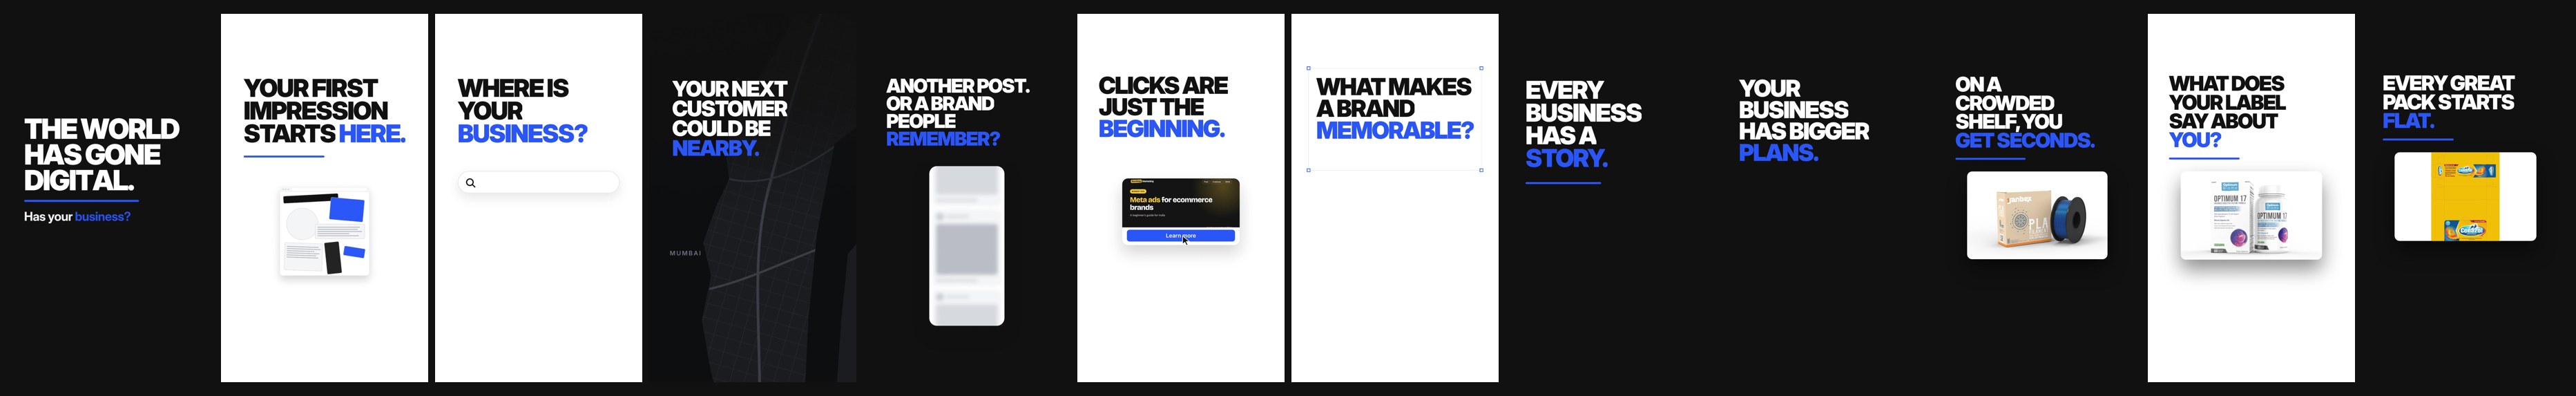 THE WORLD
HAS GONE
DIGITAL.
Has your business?
YOUR FIRST
IMPRESSION
STARTS HERE.
WHERE IS
YOUR
BUSINESS?
YOUR NEXT
CUSTOMER
COULD BE
NEARBY.
MUMBAI
ANOTHER POST.
OR A BRAND
PEOPLE
REMEMBER?
CLICKS ARE
JUST THE
BEGINNING.
Meta ads for ecommerce
brands
Learn more
WHAT MAKES
A BRAND
MEMORABLE?
EVERY
BUSINESS
HAS A
STORY.
YOUR
BUSINESS
HAS BIGGER
PLANS.
ON A
CROWDED
SHELF, YOU
GET SECONDS.
PLA
WHAT DOES
YOUR LABEL
SAY ABOUT
YOU?
OPTIMUM 17
OPTIMUM 17
EVERY GREAT
PACK STARTS
FLAT.